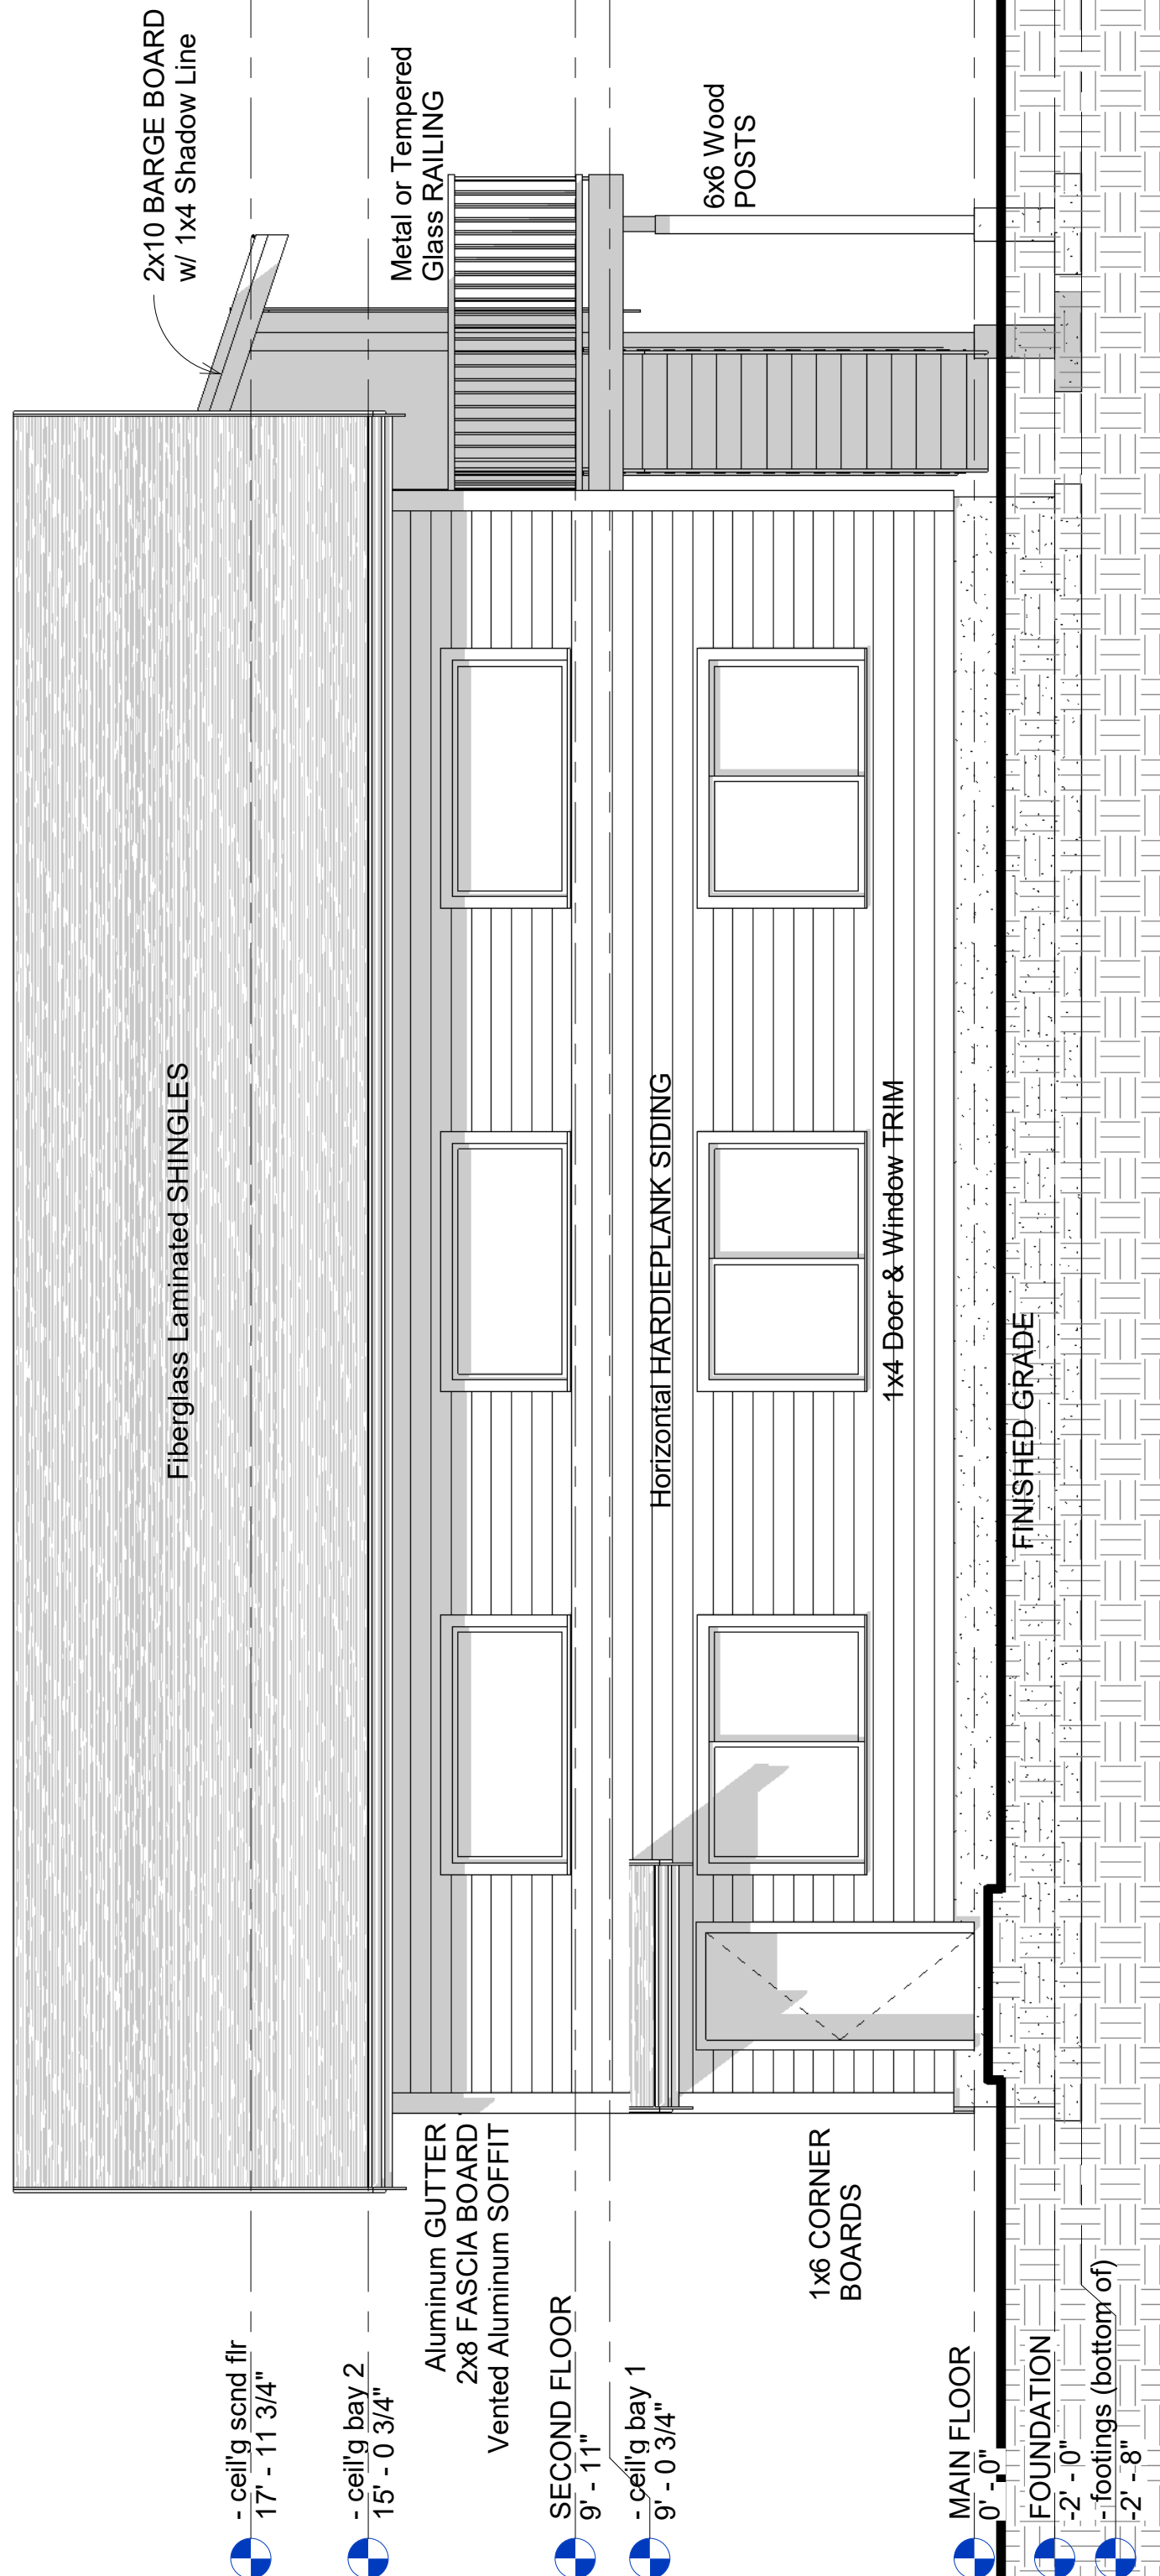 2x10 BARGE BOARD
w/ 1x4 Shadow Line
Metal or Tempered
Glass RAILING
6x6 Wood
POSTS
Fiberglass Laminated SHINGLES
Horizontal HARDIEPLANK SIDING
1x4 Door & Window TRIM
FINISHED GRADE
Aluminum GUTTER
2x8 FASCIA BOARD
Vented Aluminum SOFFIT
1x6 CORNER
BOARDS
- ceil'g scnd flr
17' - 11 3/4"
- ceil'g bay 2
15' - 0 3/4"
SECOND FLOOR
9' - 11"
- ceil'g bay 1
9' - 0 3/4"
MAIN FLOOR
0' - 0"
FOUNDATION
-2' - 0"
- footings (bottom of)
-2' - 8"